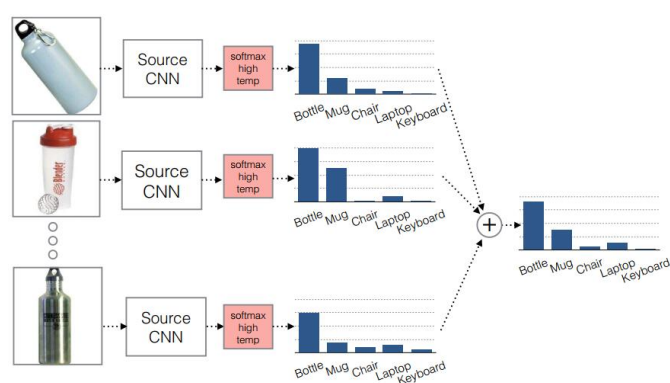 Source
CNN
softmax
high
temp
Bottle
Mug
Chair
Laptop
Keyboard
Blender
Source
CNN
softmax
high
temp
Bottle
Mug
Chair
Laptop
Keyboard
+
Bottle
Mug
Chair
Laptop
Keyboard
Source
CNN
softmax
high
temp
Bottle
Mug
Chair
Laptop
Keyboard